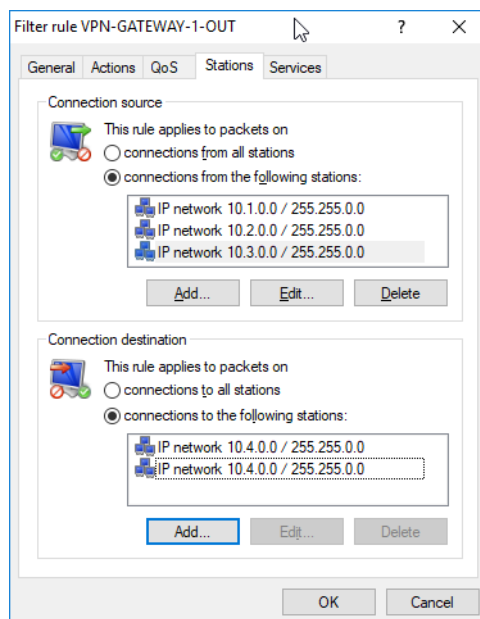 Filter rule VPN-GATEWAY-1-OUT ?
General Actions QoS Stations Services
Connection source
This rule applies to packets on
connections from all stations
connections from the following stations:
IP network 10.1.0.0 / 255.255.0.0
IP network 10.2.0.0 / 255.255.0.0
IP network 10.3.0.0 / 255.255.0.0
Add... Edit... Delete
Connection destination
This rule applies to packets on
connections to all stations
connections to the following stations:
IP network 10.4.0.0 / 255.255.0.0
IP network 10.4.0.0 / 255.255.0.0
Add... Edit... Delete
OK Cancel